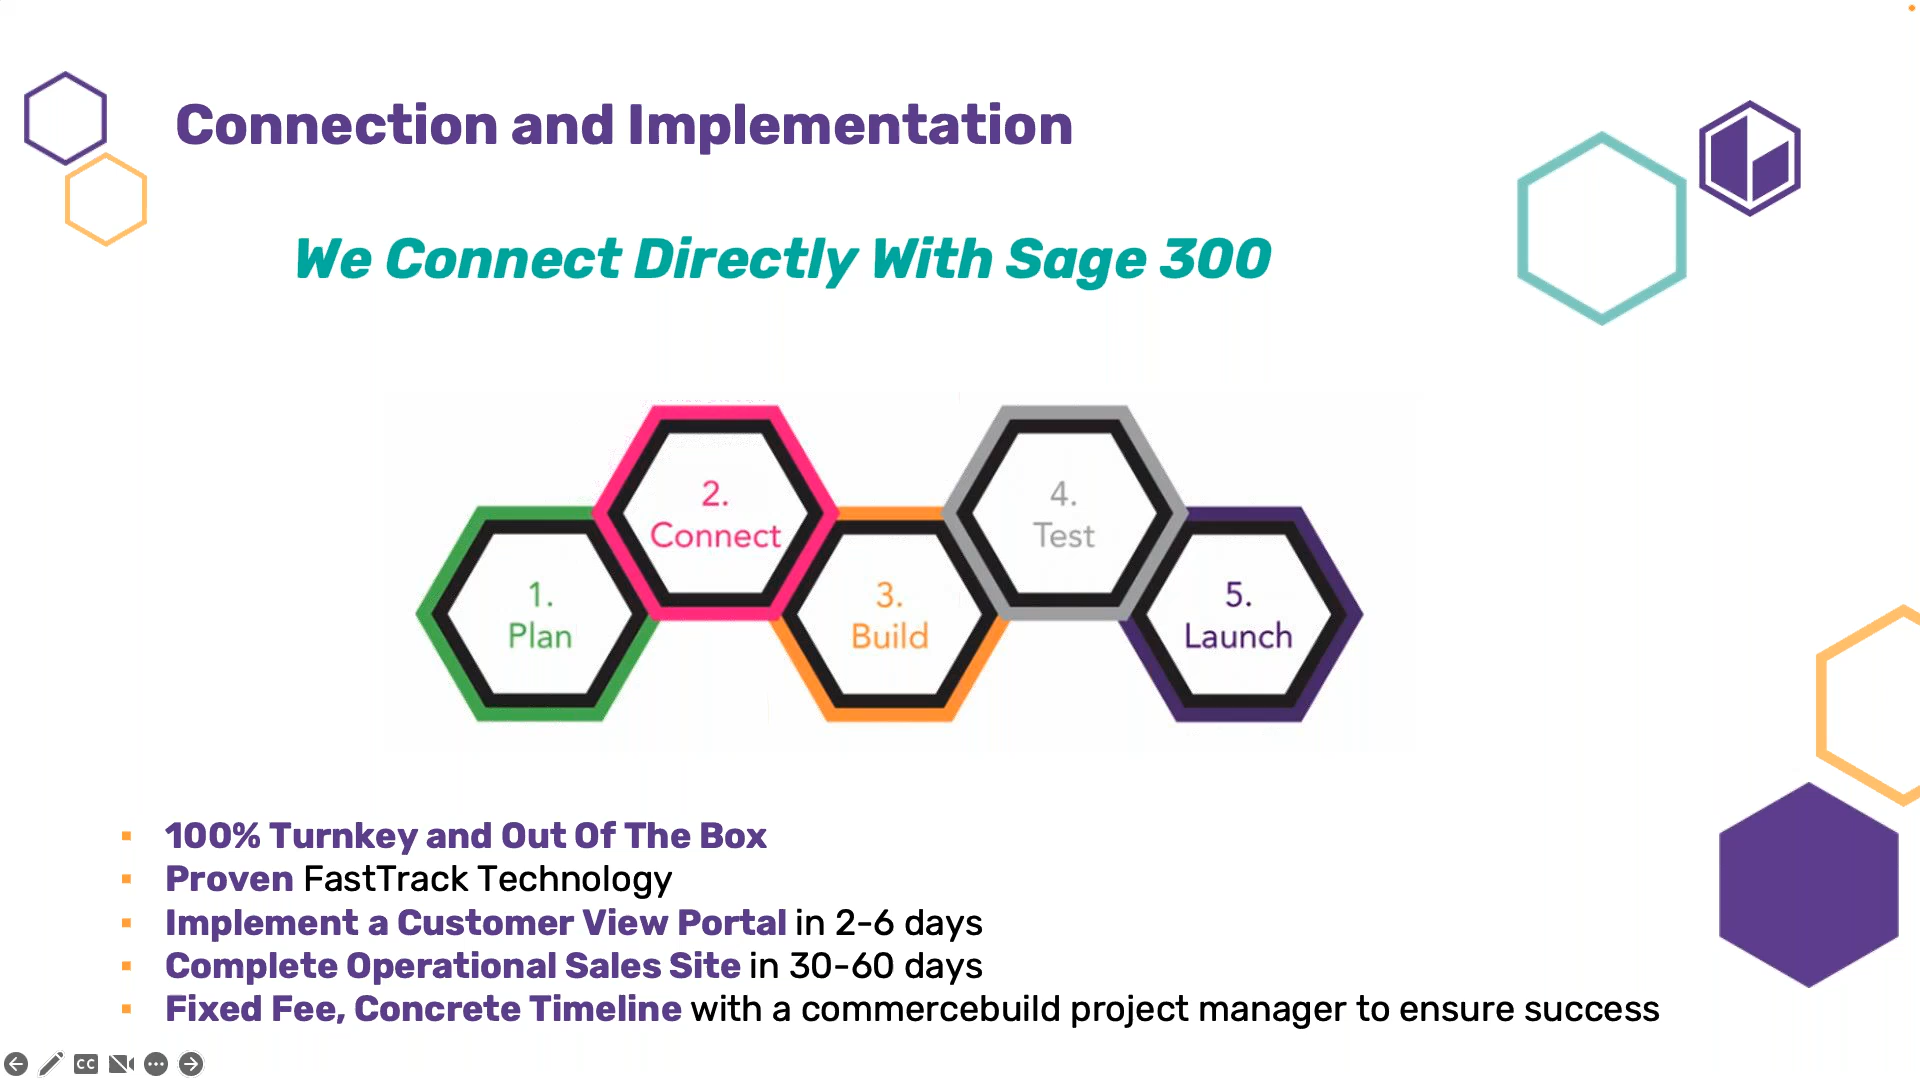 Connection and Implementation
We Connect Directly With Sage 300
1.
Plan
2.
Connect
3.
Build
4.
Test
5.
Launch
100% Turnkey and Out Of The Box
Proven FastTrack Technology
Implement a Customer View Portal in 2-6 days
Complete Operational Sales Site in 30-60 days
Fixed Fee, Concrete Timeline with a commercebuild project manager to ensure success
CC